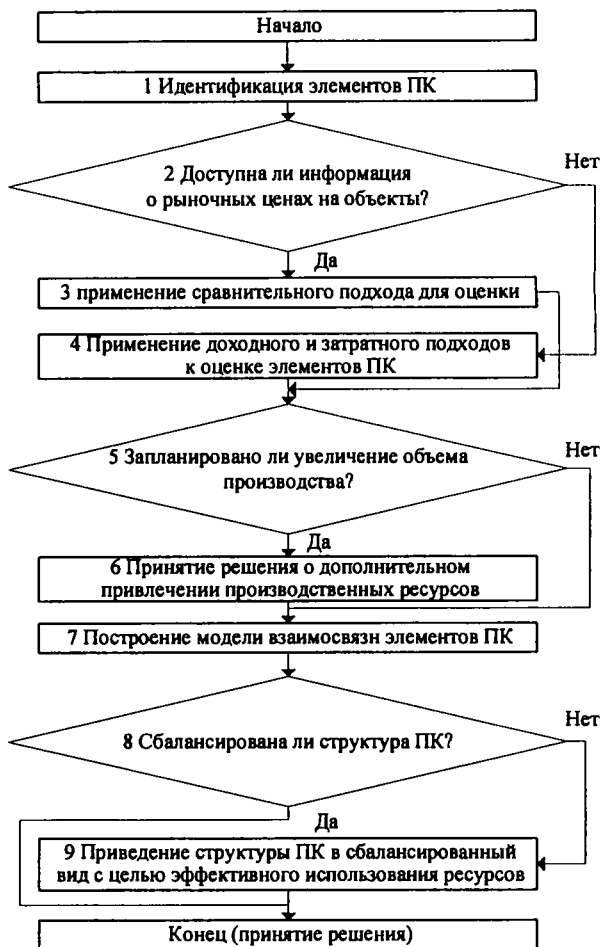 Начало
1 Идентификация элементов ПК
2 Доступна ли информация
о рыночных ценах на объекты?
Нет
Да
3 применение сравнительного подхода для оценки
4 Применение доходного и затратного подходов
к оценке элементов ПК
5 Запланировано ли увеличение объема
производства?
Нет
Да
6 Принятие решения о дополнительном
привлечении производственных ресурсов
7 Построение модели взаимосвязн элементов ПК
8 Сбалансирована ли структура ПК?
Нет
Да
9 Приведение структуры ПК в сбалансированный
вид с целью эффективного использования ресурсов
Конец (принятие решения)